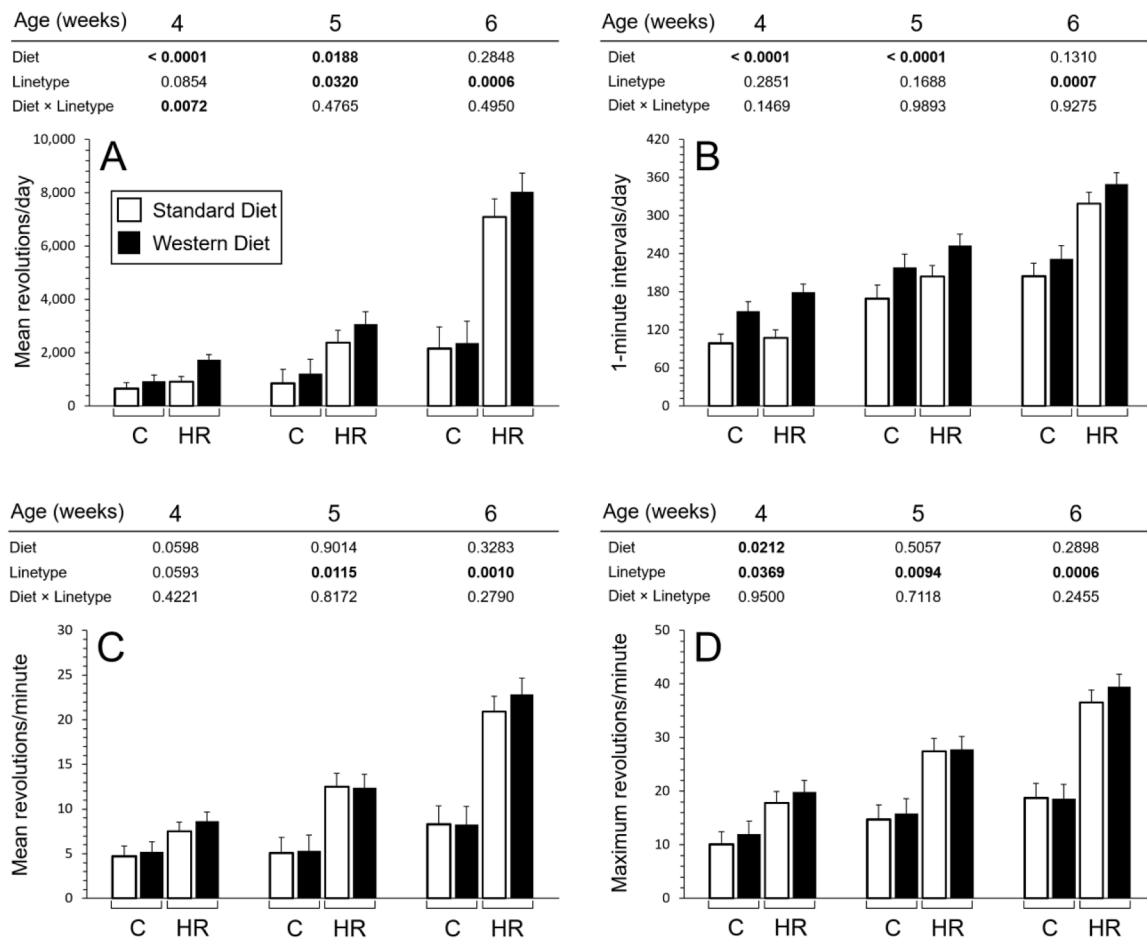 Age (weeks) 4 5 6
Diet < 0.0001 0.0188 0.2848
Linetype 0.0854 0.0320 0.0006
Diet × Linetype 0.0072 0.4765 0.4950
A
Mean revolutions/day
10,000
8,000
6,000
4,000
2,000
0
Standard Diet
Western Diet
C HR C HR C HR
Age (weeks) 4 5 6
Diet < 0.0001 < 0.0001 0.1310
Linetype 0.2851 0.1688 0.0007
Diet × Linetype 0.1469 0.9893 0.9275
B
1-minute intervals/day
420
360
300
240
180
120
60
0
C HR C HR C HR
Age (weeks) 4 5 6
Diet 0.0598 0.9014 0.3283
Linetype 0.0593 0.0115 0.0010
Diet × Linetype 0.4221 0.8172 0.2790
C
Mean revolutions/minute
30
25
20
15
10
5
0
C HR C HR C HR
Age (weeks) 4 5 6
Diet 0.0212 0.5057 0.2898
Linetype 0.0369 0.0094 0.0006
Diet × Linetype 0.9500 0.7118 0.2455
D
Maximum revolutions/minute
50
40
30
20
10
0
C HR C HR C HR